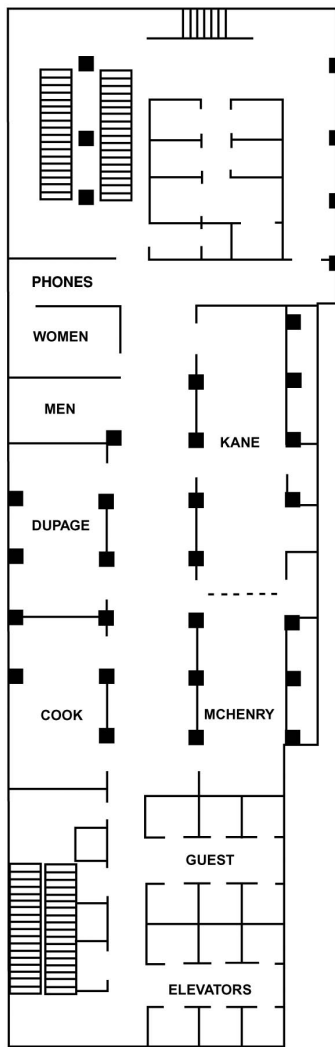 PHONES
WOMEN
MEN
KANE
DUPAGE
COOK
MCHENRY
GUEST
ELEVATORS